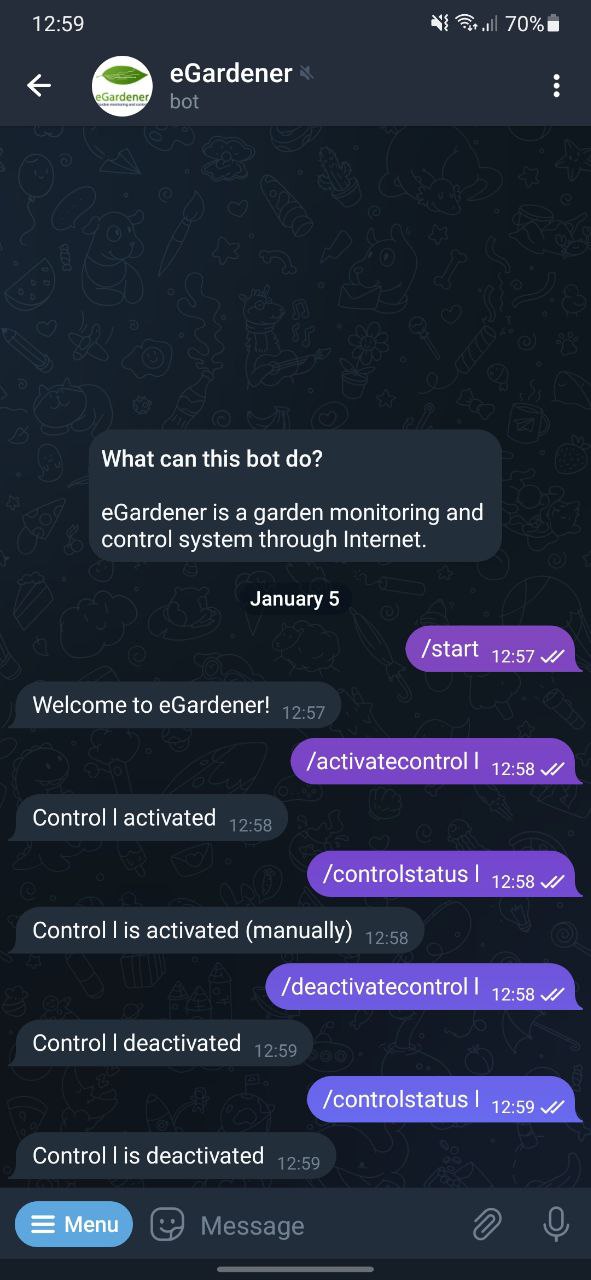 12:59
70%
eGardener
bot
eGardener
What can this bot do?
eGardener is a garden monitoring and
control system through Internet.
January 5
/start 12:57
Welcome to eGardener! 12:57
/activatecontrol l 12:58
Control l activated 12:58
/controlstatus l 12:58
Control l is activated (manually) 12:58
/deactivatecontrol l 12:58
Control l deactivated 12:59
/controlstatus l 12:59
Control l is deactivated 12:59
Menu
Message